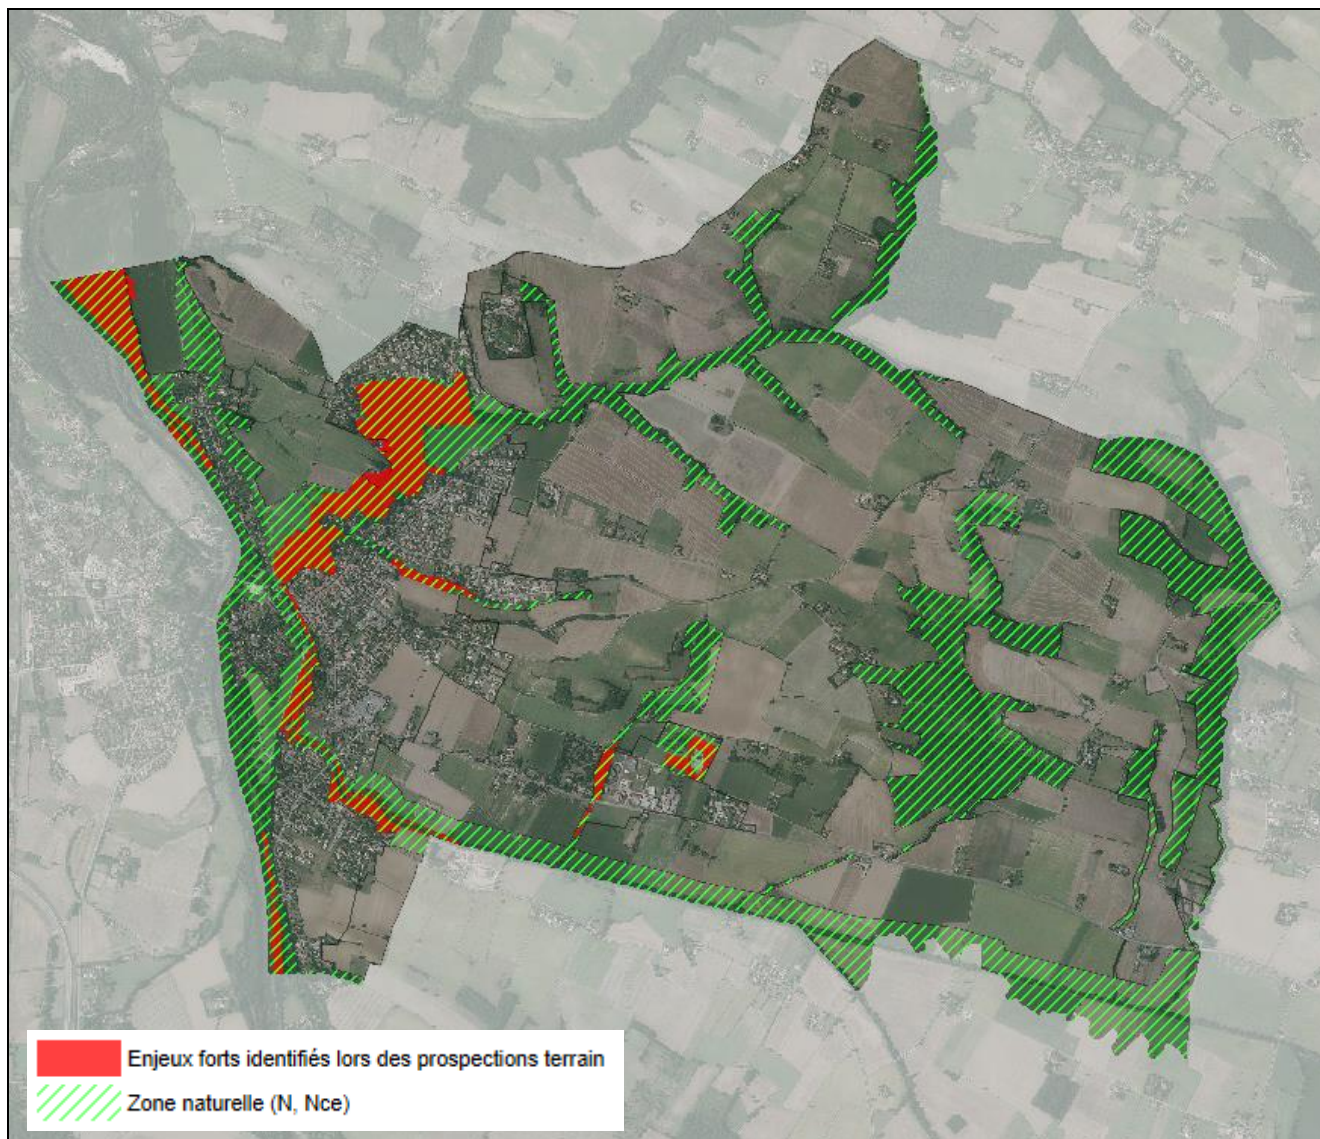 Enjeux forts identifiés lors des prospections terrain
Zone naturelle (N, Nce)